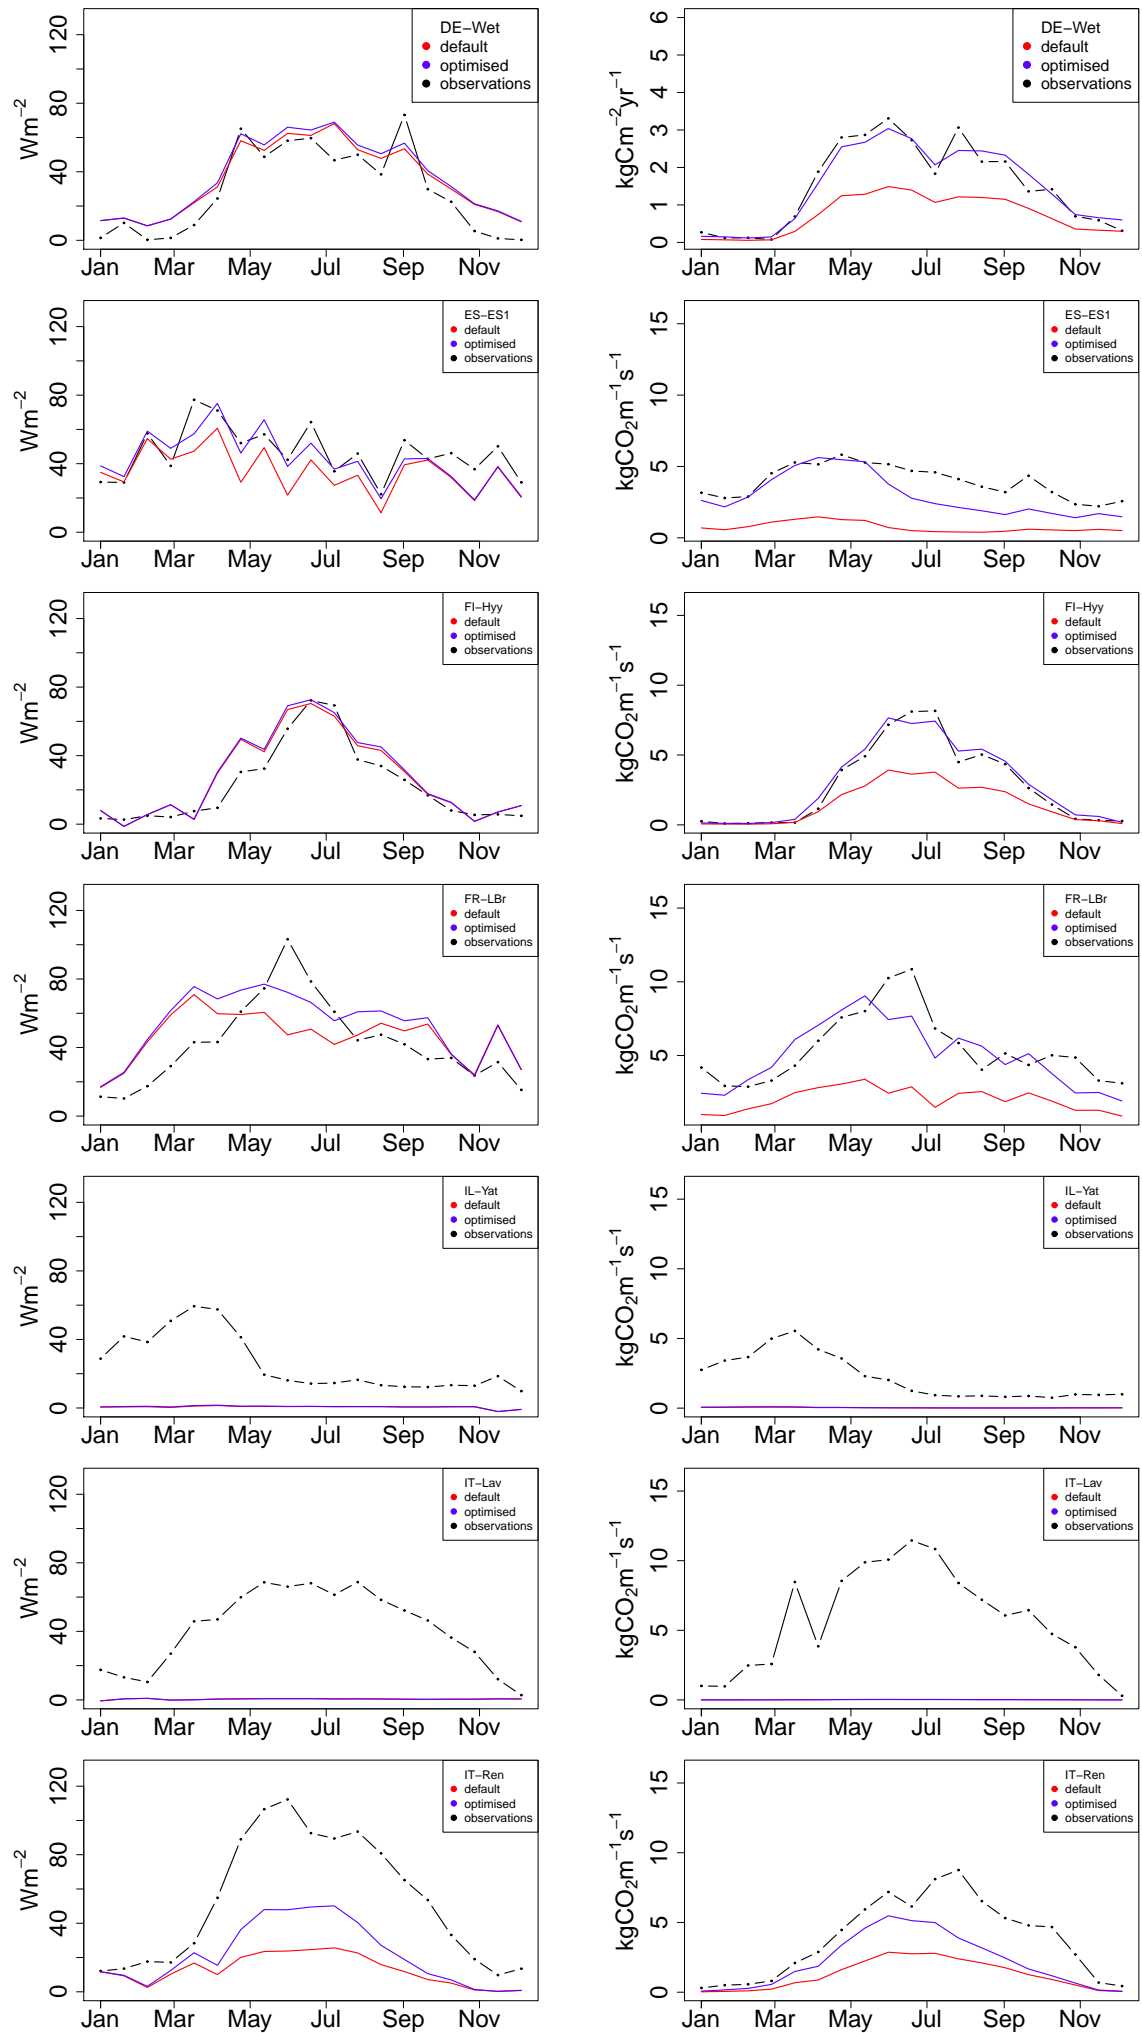 DE−Wet
default
optimised
observations
Wm−2
0 40 80 120
Jan Mar May Jul Sep Nov
DE−Wet
default
optimised
observations
kgCm−2yr−1
0 1 2 3 4 5 6
Jan Mar May Jul Sep Nov
ES−ES1
default
optimised
observations
Wm−2
0 40 80 120
Jan Mar May Jul Sep Nov
ES−ES1
default
optimised
observations
kgCO2m−1s−1
0 5 10 15
Jan Mar May Jul Sep Nov
FI−Hyy
default
optimised
observations
Wm−2
0 40 80 120
Jan Mar May Jul Sep Nov
FI−Hyy
default
optimised
observations
kgCO2m−1s−1
0 5 10 15
Jan Mar May Jul Sep Nov
FR−LBr
default
optimised
observations
Wm−2
0 40 80 120
Jan Mar May Jul Sep Nov
FR−LBr
default
optimised
observations
kgCO2m−1s−1
5 10 15
Jan Mar May Jul Sep Nov
IL−Yat
default
optimised
observations
Wm−2
0 40 80 120
Jan Mar May Jul Sep Nov
IL−Yat
default
optimised
observations
kgCO2m−1s−1
0 5 10 15
Jan Mar May Jul Sep Nov
IT−Lav
default
optimised
observations
Wm−2
0 40 80 120
Jan Mar May Jul Sep Nov
IT−Lav
default
optimised
observations
kgCO2m−1s−1
0 5 10 15
Jan Mar May Jul Sep Nov
IT−Ren
default
optimised
observations
Wm−2
0 40 80 120
Jan Mar May Jul Sep Nov
IT−Ren
default
optimised
observations
kgCO2m−1s−1
0 5 10 15
Jan Mar May Jul Sep Nov